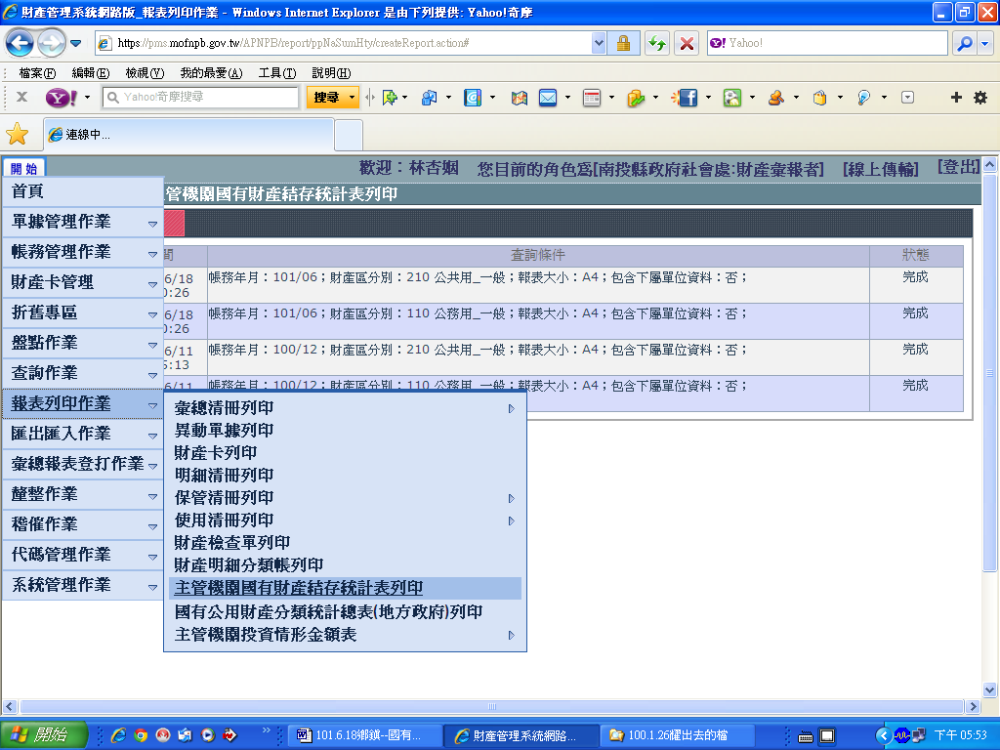 財產管理系統網路版_報表列印作業 - Windows Internet Explorer 是由下列提供: Yahoo!奇摩
https://pms.mofnpb.gov.tw/APNPB/report/ppNaSumHty/createReport.action#
Yahoo!
檔案(F) 編輯(E) 檢視(V) 我的最愛(A) 工具(T) 說明(H)
Y! Yahoo!奇摩搜尋 搜尋
連線中...
開始
歡迎：林杏姻 您目前的角色為[南投縣政府社會處:財產彙報者] [線上傳輸] [登出]
管機關國有財產結存統計表列印
首頁
單據管理作業
帳務管理作業
財產卡管理
折舊專區
盤點作業
查詢作業
報表列印作業
匯出匯入作業
彙總報表登打作業
釐整作業
稽催作業
代碼管理作業
系統管理作業
間 查詢條件 狀態
6/18 帳務年月：101/06；財產區分別：210 公共用_一般；報表大小：A4；包含下屬單位資料：否； 完成
0:26
6/18 帳務年月：101/06；財產區分別：110 公務用_一般；報表大小：A4；包含下屬單位資料：否； 完成
0:26
6/11 帳務年月：100/12；財產區分別：210 公共用_一般；報表大小：A4；包含下屬單位資料：否； 完成
5:13
6/11 帳務年月：100/12；財產區分別：110 公務用_一般；報表大小：A4；包含下屬單位資料：否； 完成
彙總清冊列印
異動單據列印
財產卡列印
明細清冊列印
保管清冊列印
使用清冊列印
財產檢查單列印
財產明細分類帳列印
主管機關國有財產結存統計表列印
國有公用財產分類統計總表(地方政府)列印
主管機關投資情形金額表
開始
101.6.18鄉鎮--國有...
財產管理系統網路...
100.1.26耀出去的檔
下午 05:53